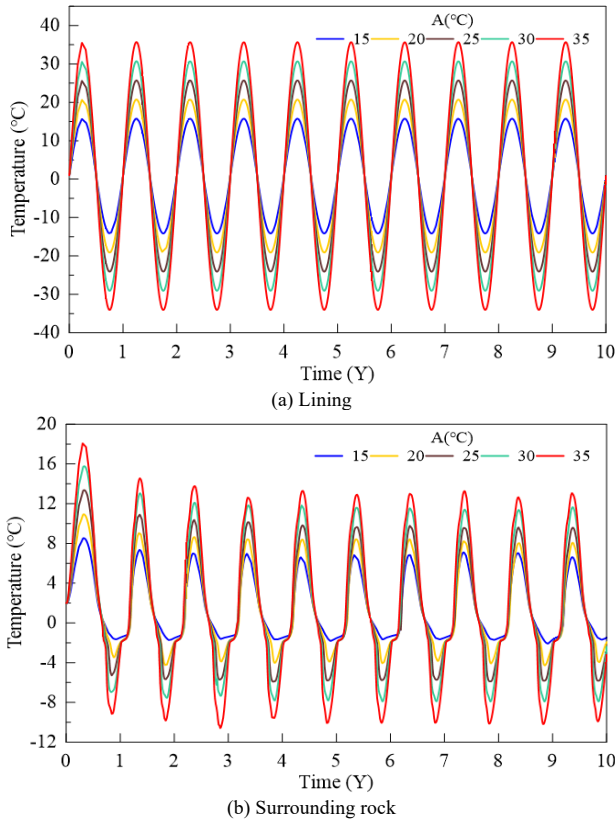 A(°C)
15 20 25 30 35
50
40
30
20
10
0
-10
-20
-30
-40
Temperature (°C)
0 1 2 3 4 5 6 7 8 9 10
Time (Y)
(a) Lining
A(°C)
15 20 25 30 35
20
16
12
8
4
0
-4
-8
-12
Temperature (°C)
0 1 2 3 4 5 6 7 8 9 10
Time (Y)
(b) Surrounding rock